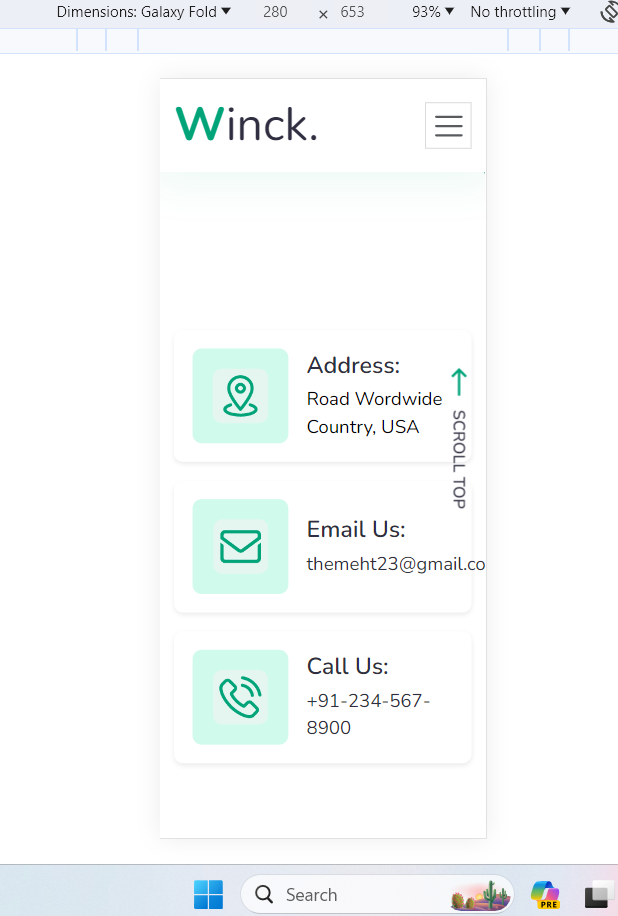 Dimensions: Galaxy Fold ▼ 280 × 653 93% ▼ No throttling ▼
Winck.
Address:
Road Wordwide
Country, USA
SCROLL TOP
Email Us:
themeht23@gmail.co
Call Us:
+91-234-567-
8900
Search
PRE